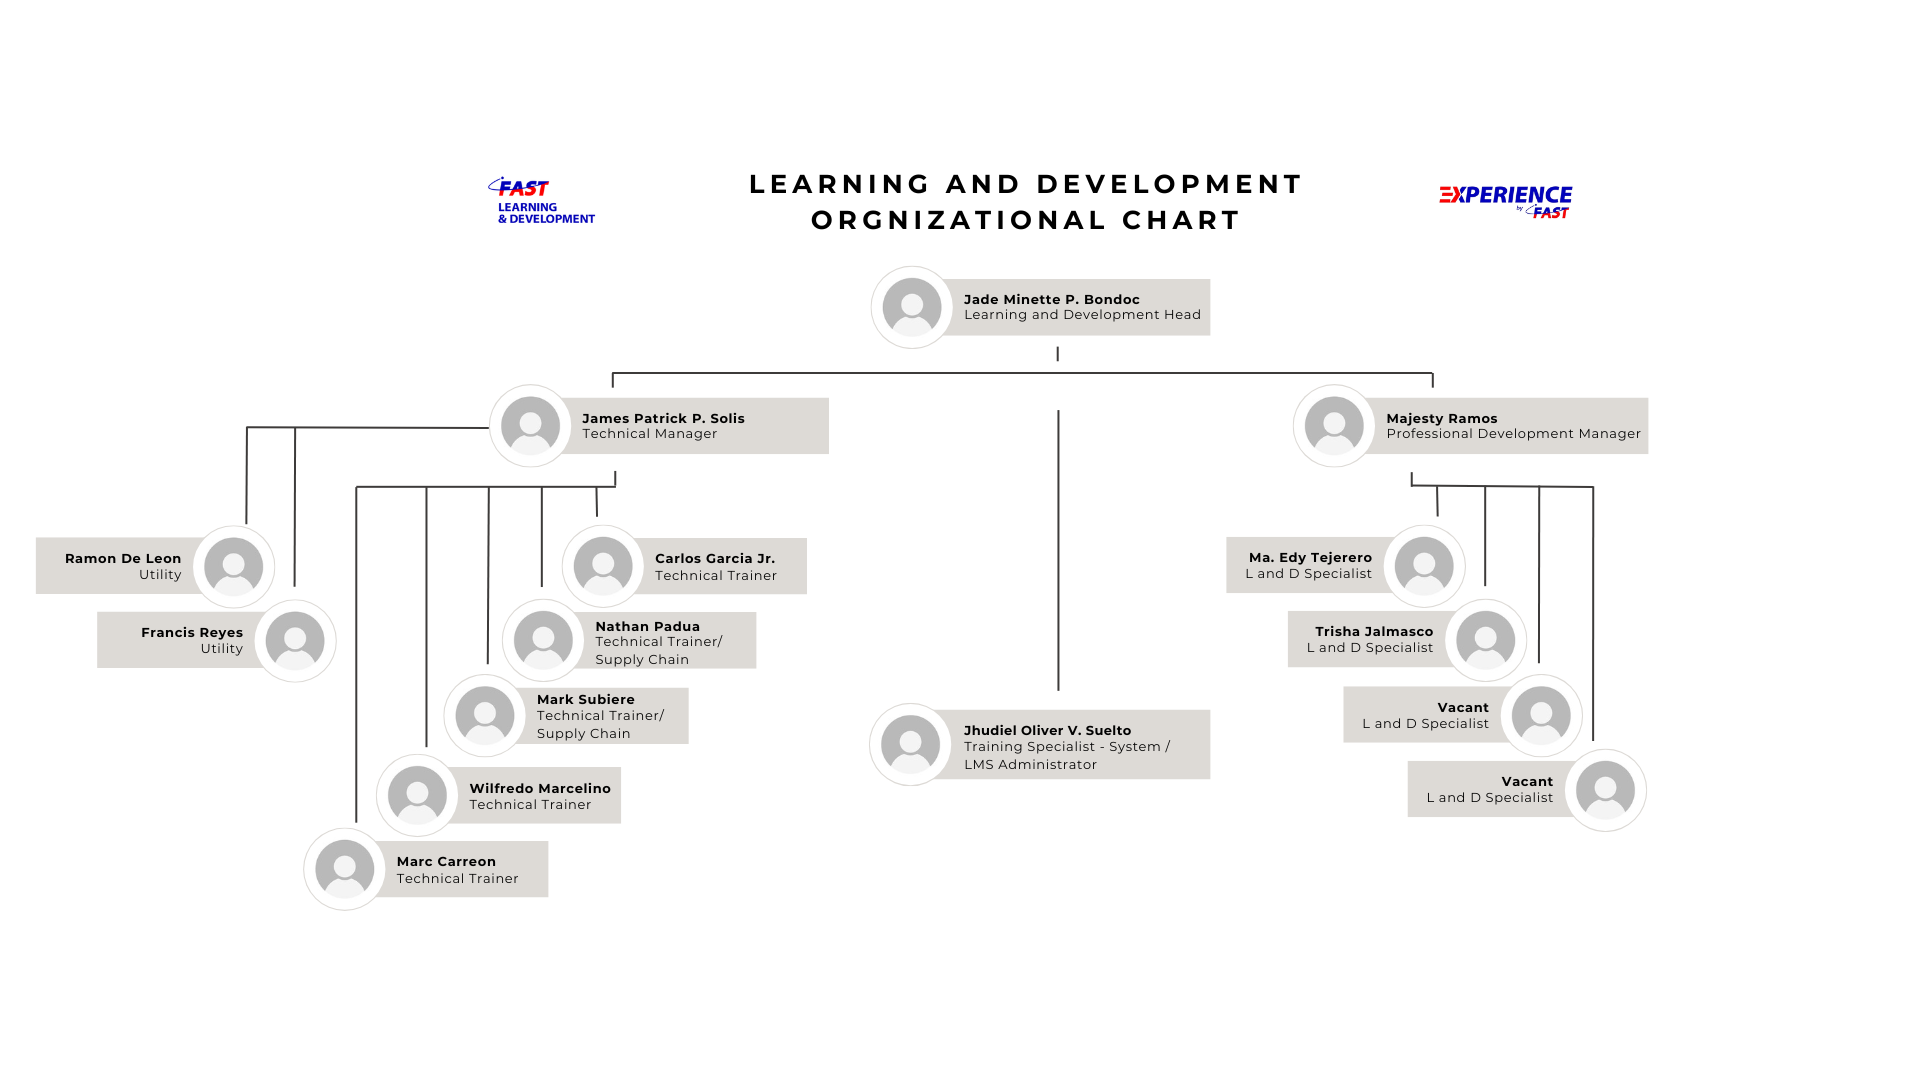 FAST
LEARNING
& DEVELOPMENT
LEARNING AND DEVELOPMENT
ORGNIZATIONAL CHART
EXPERIENCE
by FAST
Jade Minette P. Bondoc
Learning and Development Head
James Patrick P. Solis
Technical Manager
Majesty Ramos
Professional Development Manager
Ramon De Leon
Utility
Francis Reyes
Utility
Carlos Garcia Jr.
Technical Trainer
Nathan Padua
Technical Trainer/
Supply Chain
Mark Subiere
Technical Trainer/
Supply Chain
Wilfredo Marcelino
Technical Trainer
Marc Carreon
Technical Trainer
Jhudiel Oliver V. Suelto
Training Specialist - System /
LMS Administrator
Ma. Edy Tejerero
L and D Specialist
Trisha Jalmasco
L and D Specialist
Vacant
L and D Specialist
Vacant
L and D Specialist